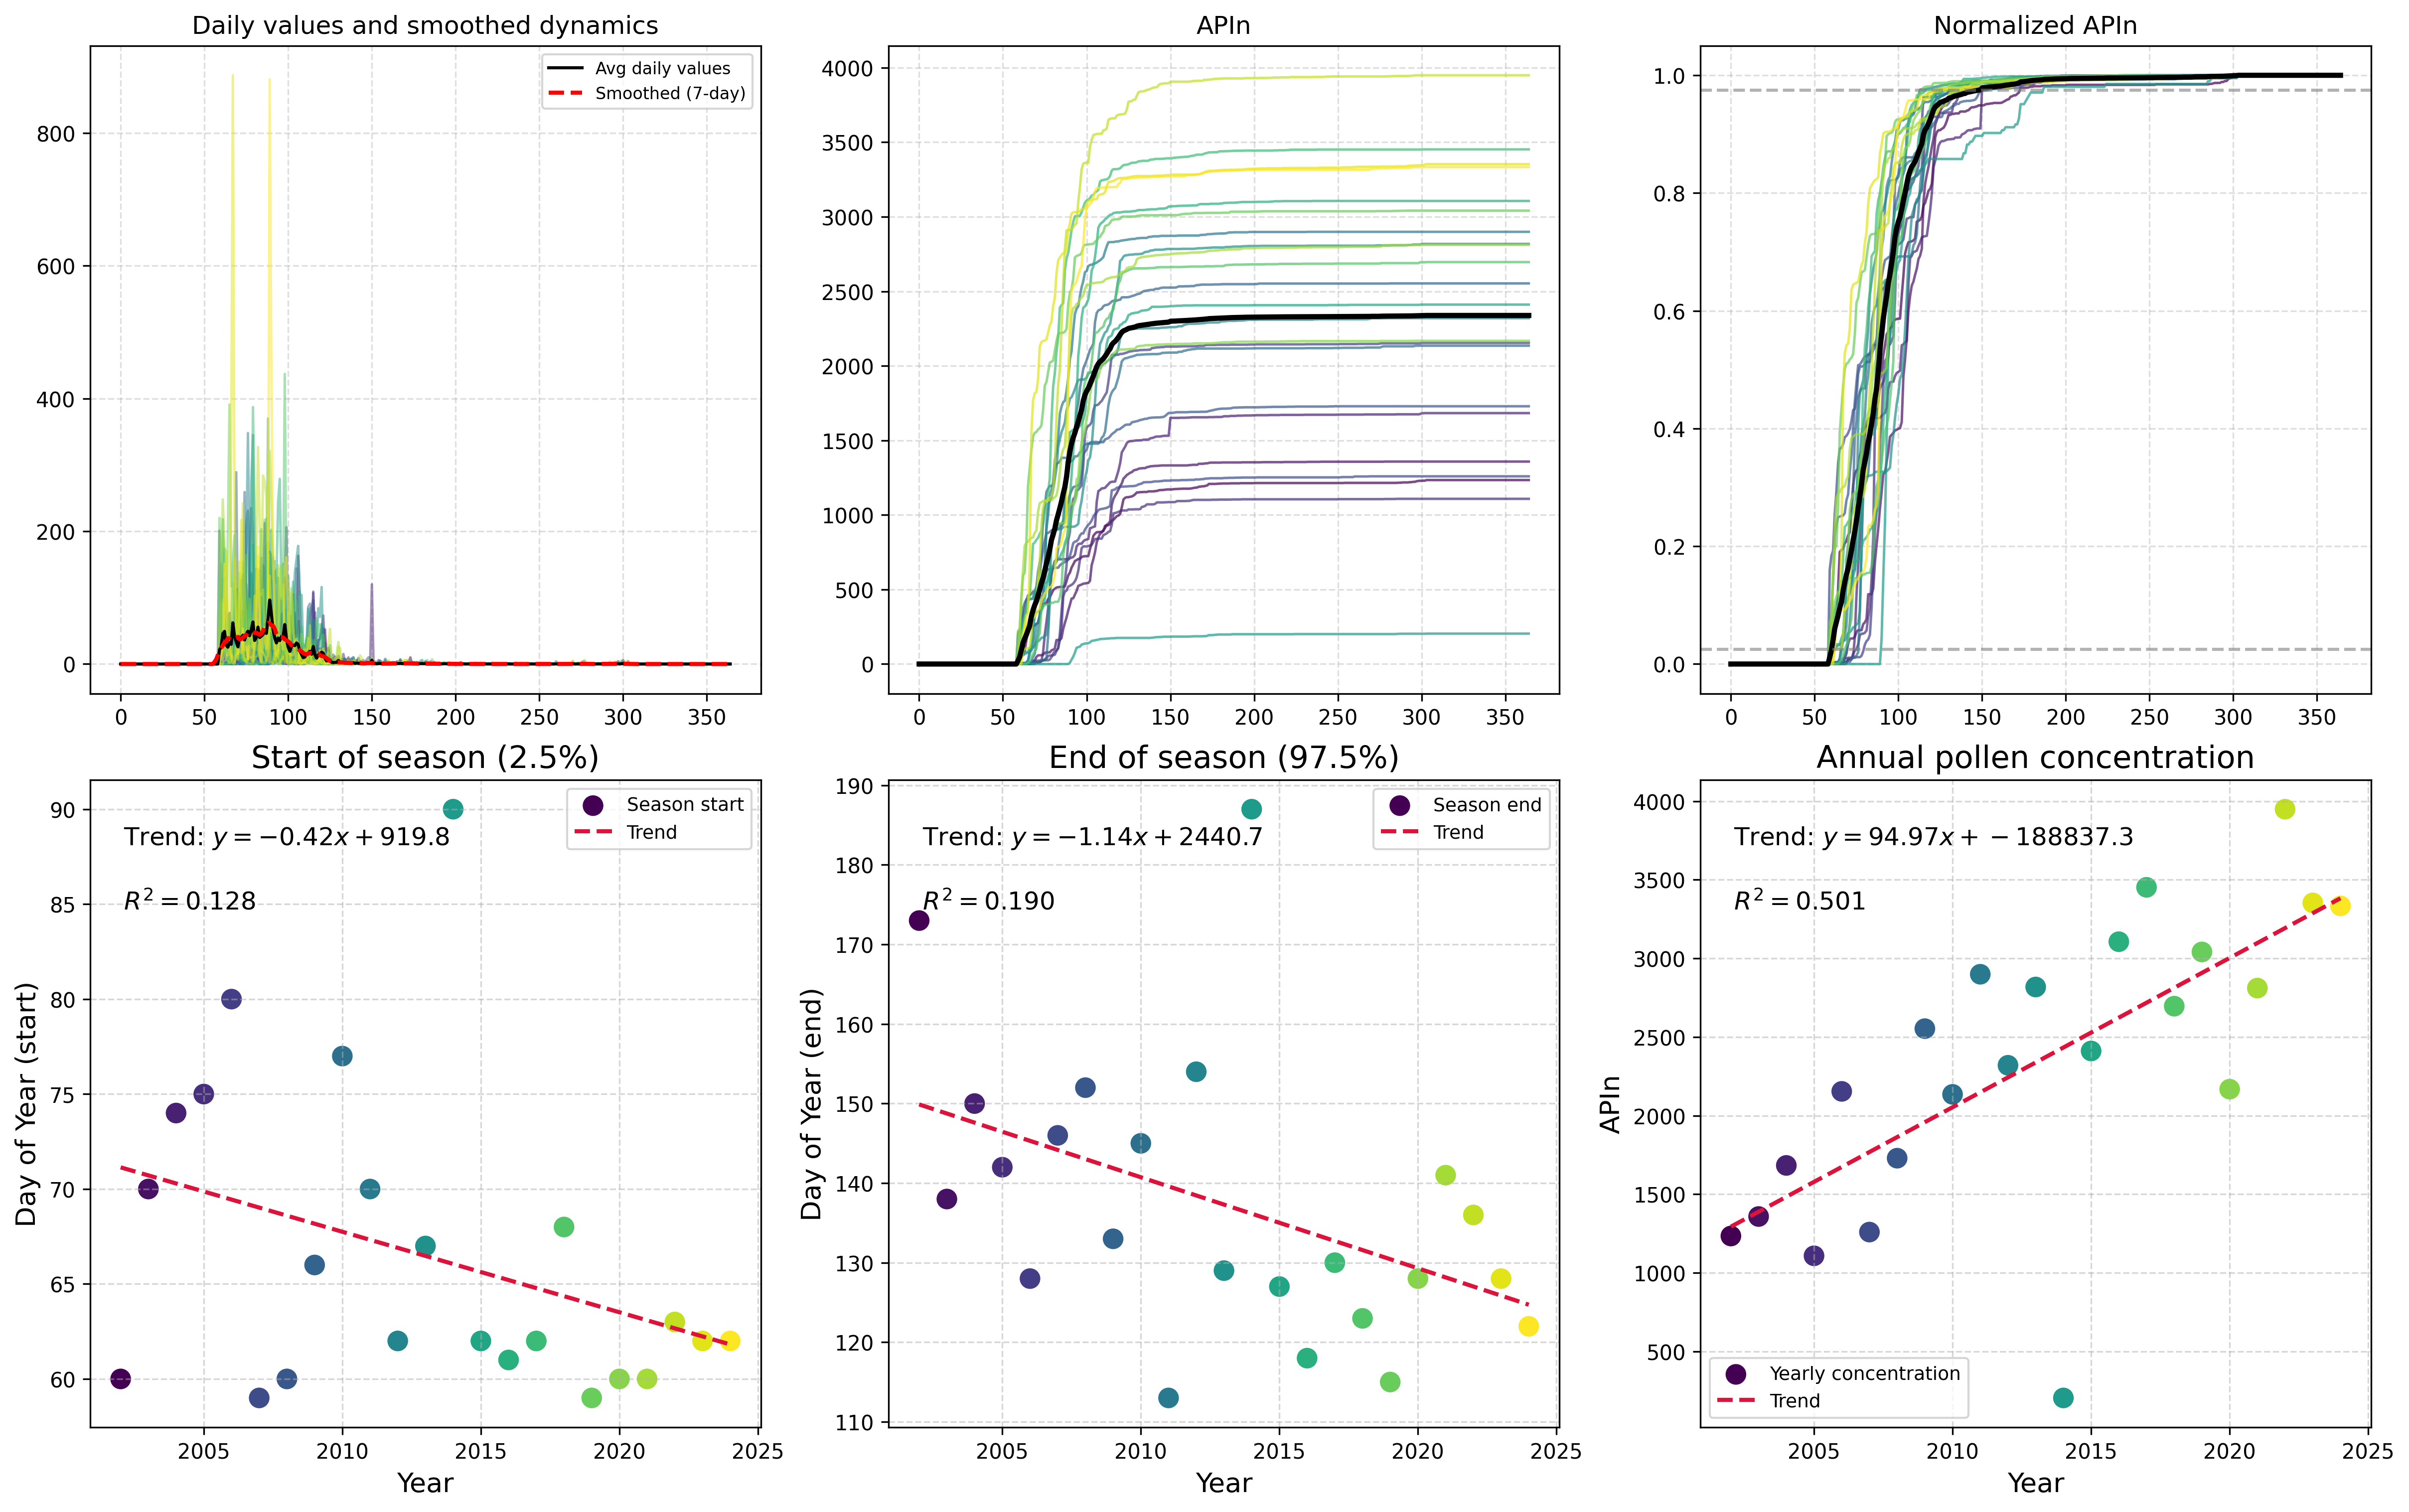 Daily values and smoothed dynamics
Avg daily values
Smoothed (7-day)
800
600
400
200
0
0 50 100 150 200 250 300 350
APIn
4000
3500
3000
2500
2000
1500
1000
500
0
0 50 100 150 200 250 300 350
Normalized APIn
1.0
0.8
0.6
0.4
0.2
0.0
0 50 100 150 200 250 300 350
Start of season (2.5%)
Season start
Trend
Trend: y = −0.42x + 919.8
R² = 0.128
Day of Year (start)
90
85
80
75
70
65
60
2005 2010 2015 2020 2025
Year
End of season (97.5%)
Season end
Trend
Trend: y = −1.14x + 2440.7
R² = 0.190
Day of Year (end)
190
180
170
160
150
140
130
120
110
2005 2010 2015 2020 2025
Year
Annual pollen concentration
Trend: y = 94.97x + −188837.3
R² = 0.501
APIn
4000
3500
3000
2500
2000
1500
1000
500
Yearly concentration
Trend
2005 2010 2015 2020 2025
Year